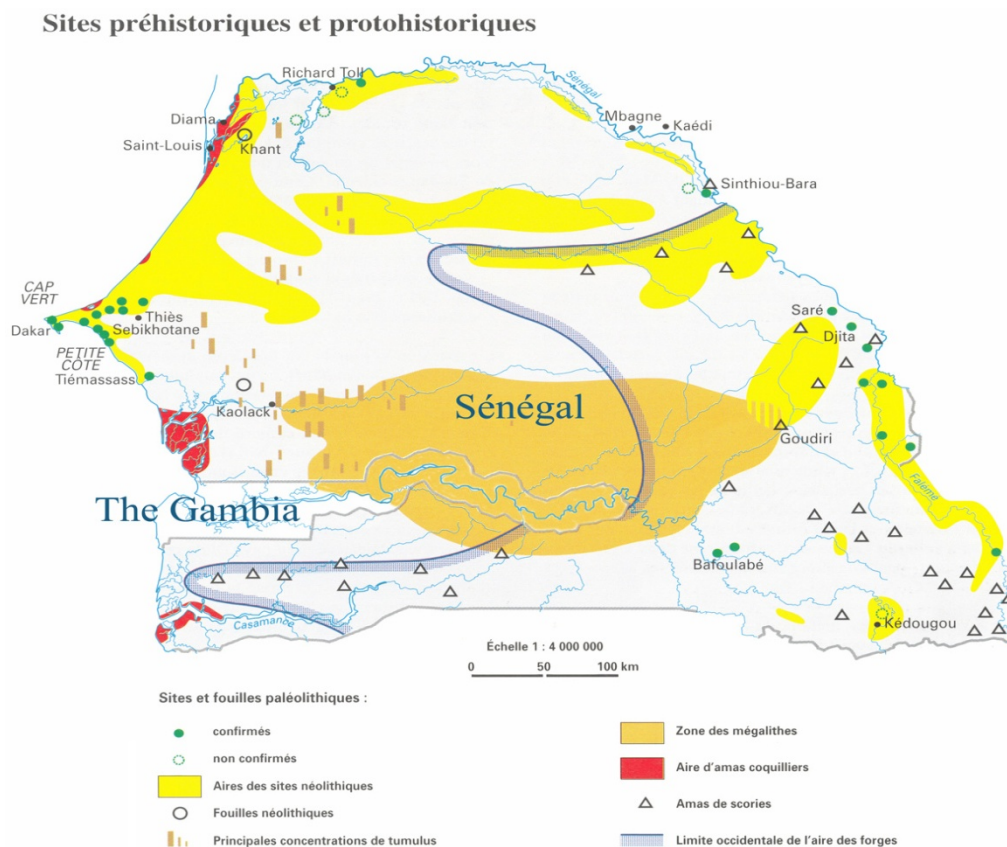 Sites préhistoriques et protohistoriques
Richard Toll
Sénégal
Diama
Mbagne
Kaédi
Saint-Louis
Khant
Sinthiou-Bara
CAP
VERT
Thiès
Saré
Dakar
Sebikhotane
Djita
PETITE
COTE
Tiémassass
Kaolack
Sénégal
Goudiri
The Gambia
Falémé
Bafoulabé
Casamance
Kédougou
Échelle 1 : 4 000 000
0 50 100 km
Sites et fouilles paléolithiques :
confirmés
non confirmés
Aires des sites néolithiques
Fouilles néolithiques
Principales concentrations de tumulus
Zone des mégalithes
Aire d'amas coquilliers
Amas de scories
Limite occidentale de l'aire des forges